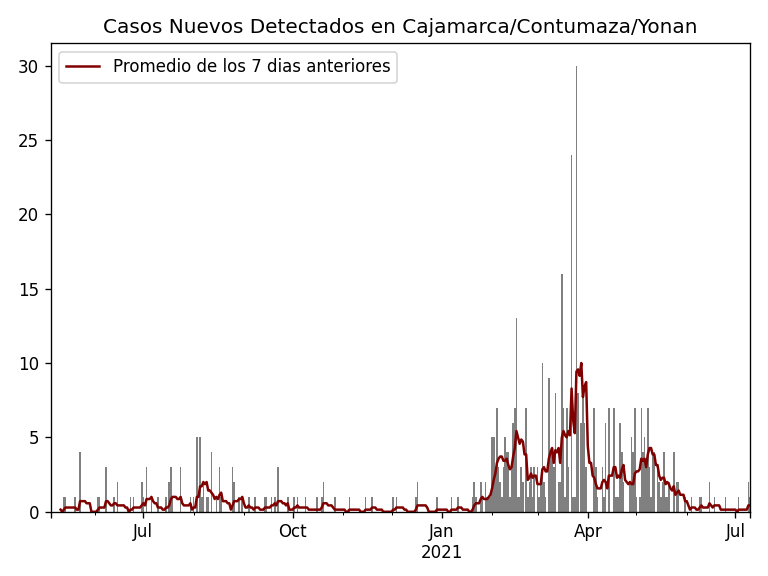 Casos Nuevos Detectados en Cajamarca/Contumaza/Yonan
Promedio de los 7 dias anteriores
30
25
20
15
10
5
0
Jul
Oct
Jan
2021
Apr
Jul